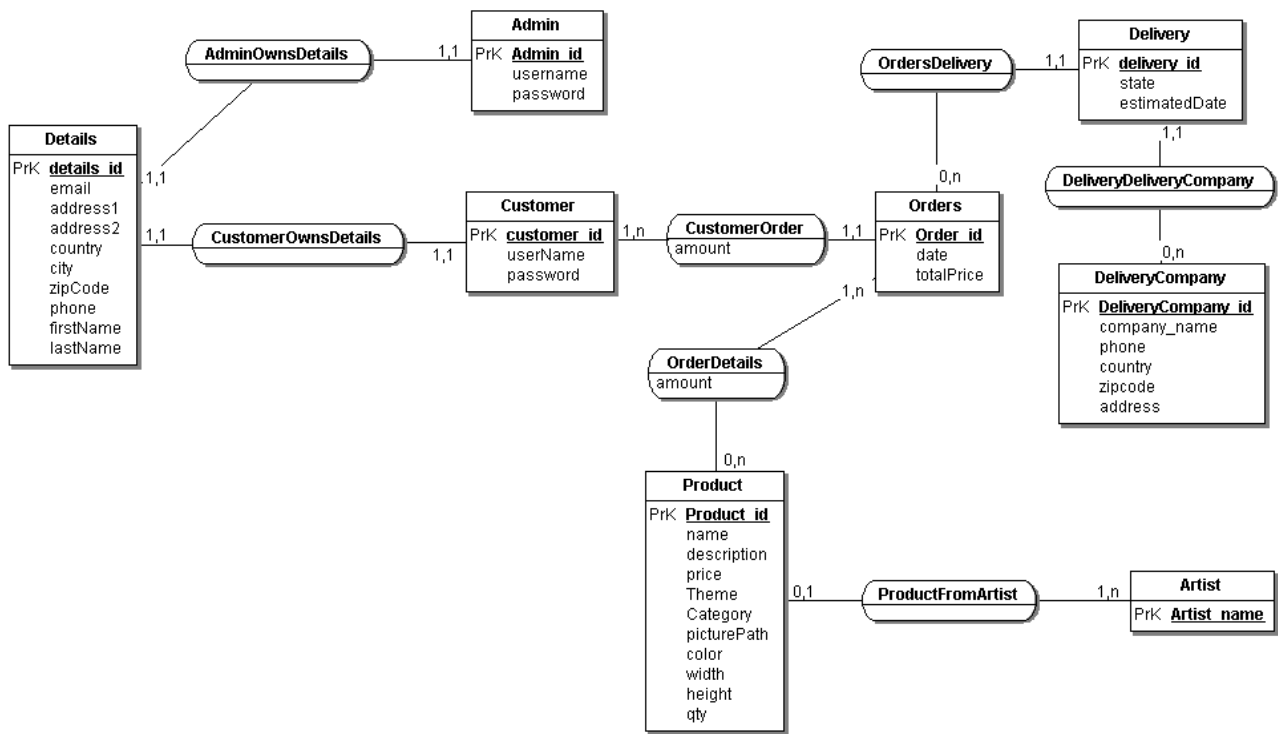 Admin
PrK Admin_id
username
password
AdminOwnsDetails
1,1
1,1
Details
PrK details_id
email
address1
address2
country
city
zipCode
phone
firstName
lastName
1,1
CustomerOwnsDetails
1,1
Customer
PrK customer_id
userName
password
1,n
CustomerOrder
amount
1,1
Orders
PrK Order_id
date
totalPrice
0,n
OrdersDelivery
1,1
Delivery
PrK delivery_id
state
estimatedDate
1,1
DeliveryDeliveryCompany
0,n
DeliveryCompany
PrK DeliveryCompany_id
company_name
phone
country
zipcode
address
1,n
OrderDetails
amount
0,n
Product
PrK Product_id
name
description
price
Theme
Category
picturePath
color
width
height
qty
0,1
ProductFromArtist
1,n
Artist
PrK Artist_name